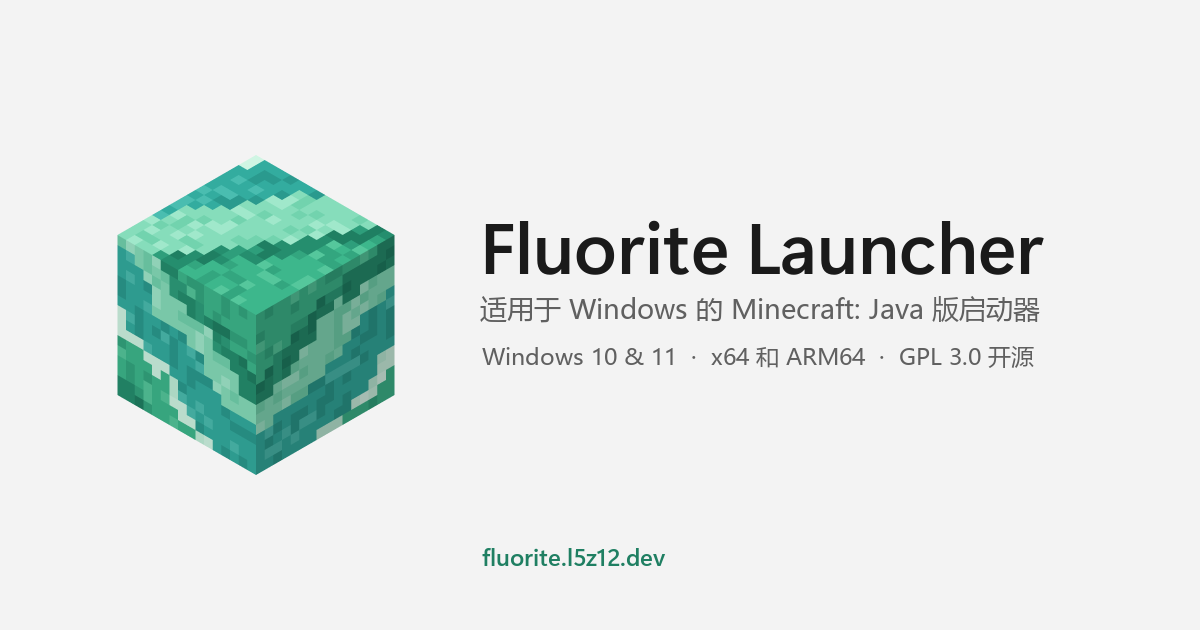 Fluorite Launcher
适用于 Windows 的 Minecraft: Java 版启动器
Windows 10 & 11 · x64 和 ARM64 · GPL 3.0 开源
fluorite.l5z12.dev